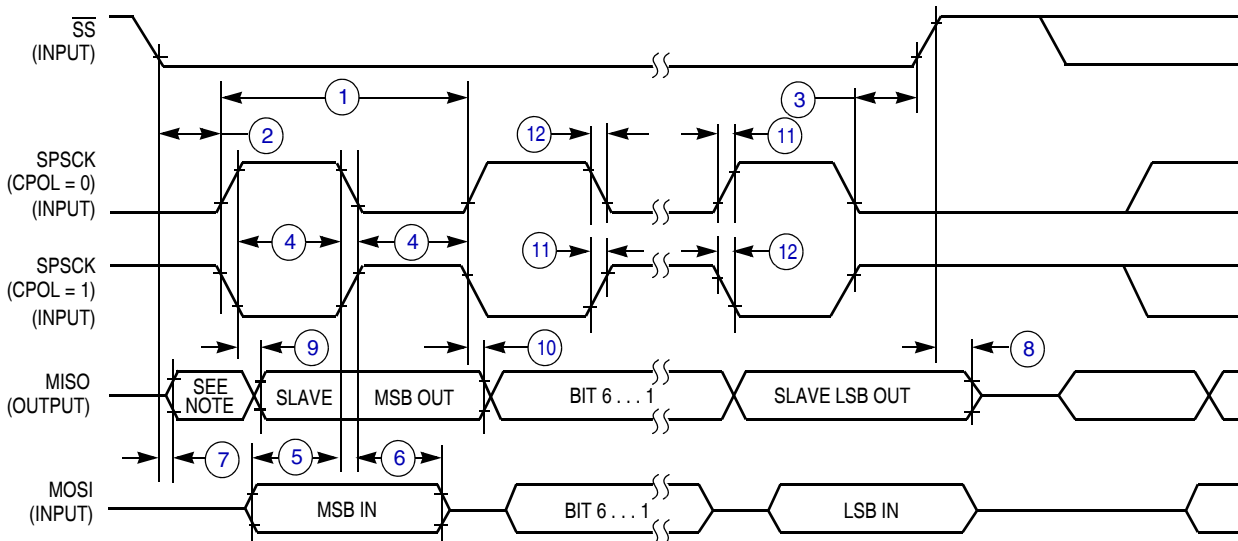 SS
(INPUT)
1
3
2
12
11
SPSCK
(CPOL = 0)
(INPUT)
4
4
11
12
SPSCK
(CPOL = 1)
(INPUT)
9
10
8
MISO
(OUTPUT)
SEE
NOTE
SLAVE
MSB OUT
BIT 6 . . . 1
SLAVE LSB OUT
7
5
6
MOSI
(INPUT)
MSB IN
BIT 6 . . . 1
LSB IN